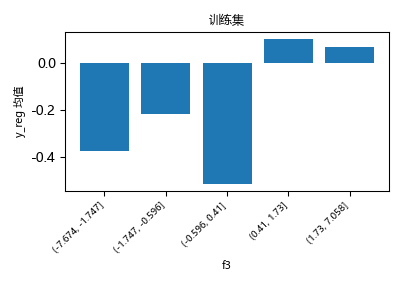 训练集
y_reg 均值
0.0
-0.2
-0.4
(-7.674, -1.747]
(-1.747, -0.596]
(-0.596, 0.41]
(0.41, 1.73]
(1.73, 7.058]
f3